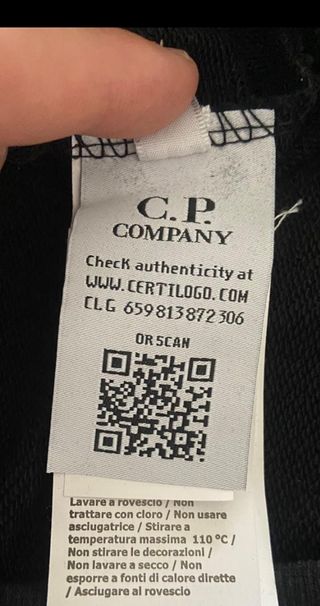 C.P.
COMPANY
Check authenticity at
WWW.CERTILOGO.COM
CLG 659813872306
OR SCAN
Lavare a rovescio / Non
trattare con cloro / Non usare
asciugatrice / Stirare a
temperatura massima 110 °C /
Non stirare le decorazioni /
Non lavare a secco / Non
esporre a fonti di calore dirette
/ Asciugare al rovescio